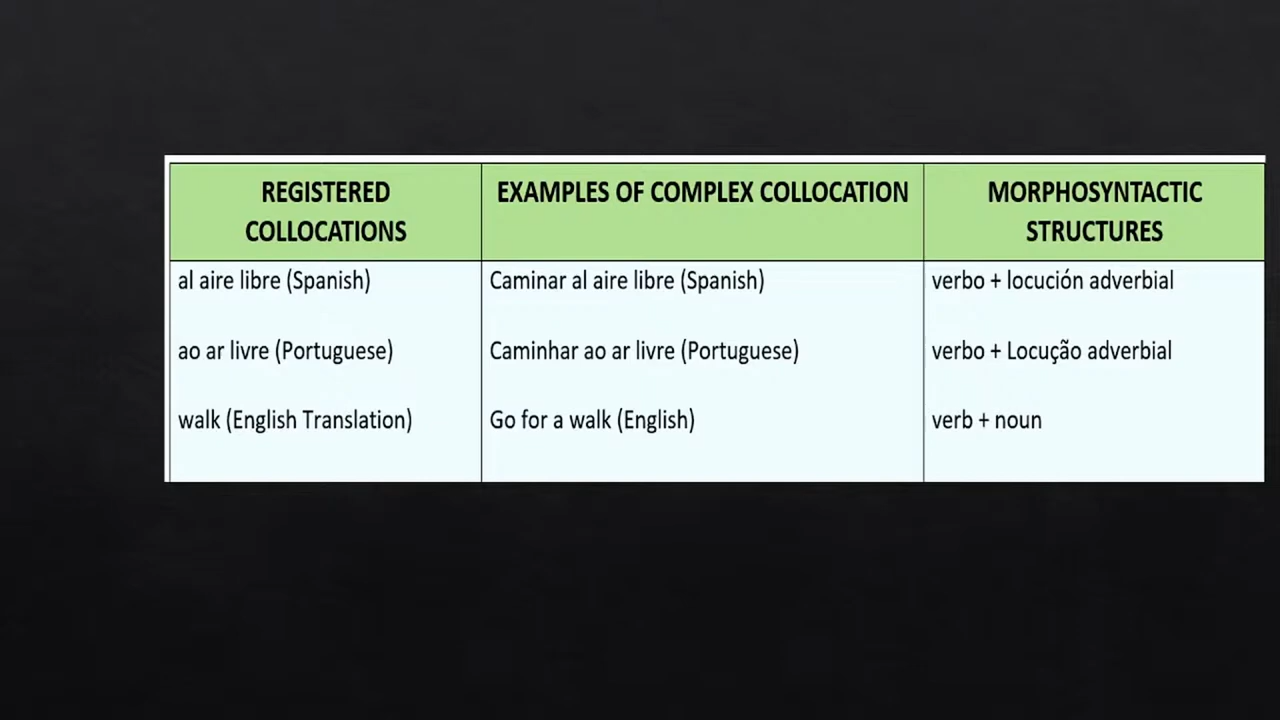 REGISTERED
COLLOCATIONS
EXAMPLES OF COMPLEX COLLOCATION
MORPHOSYNTACTIC
STRUCTURES
al aire libre (Spanish)
Caminar al aire libre (Spanish)
verbo + locución adverbial
ao ar livre (Portuguese)
Caminhar ao ar livre (Portuguese)
verbo + Locução adverbial
walk (English Translation)
Go for a walk (English)
verb + noun